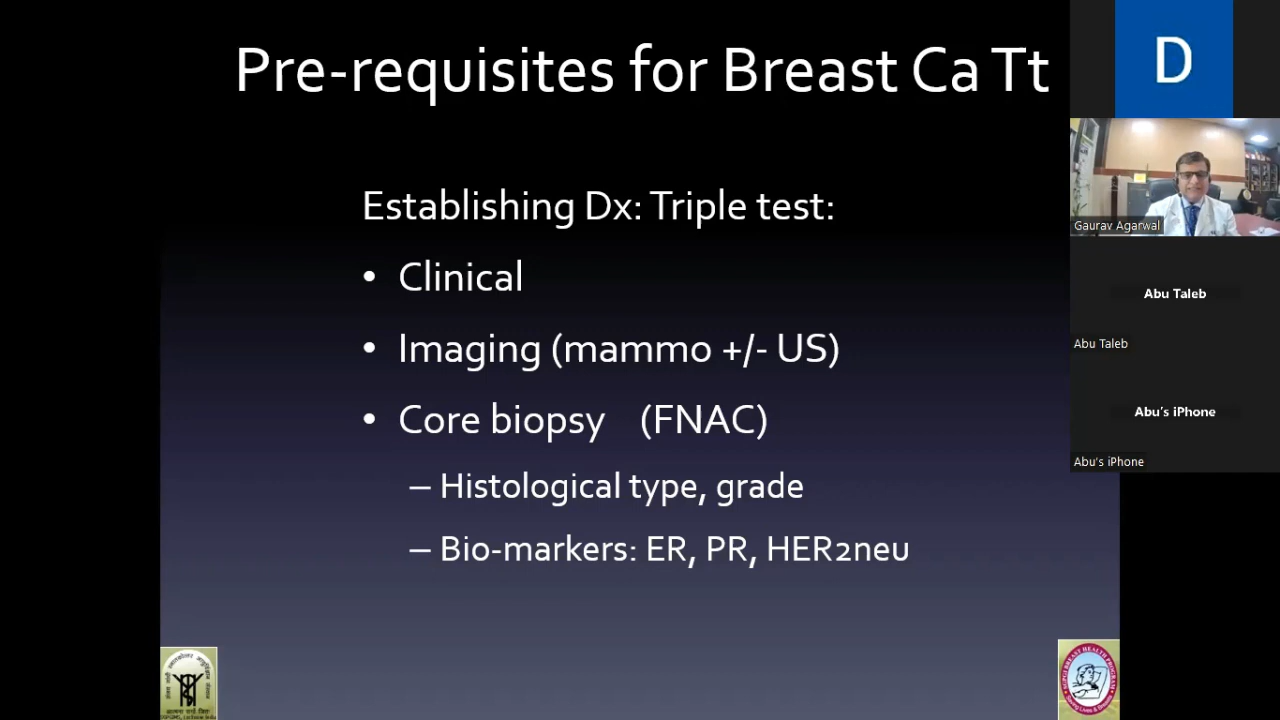 Pre-requisites for Breast Ca Tt
Establishing Dx: Triple test:
• Clinical
• Imaging (mammo +/- US)
• Core biopsy (FNAC)
– Histological type, grade
– Bio-markers: ER, PR, HER2neu
D
Gaurav Agarwal
Abu Taleb
Abu Taleb
Abu's iPhone
Abu's iPhone